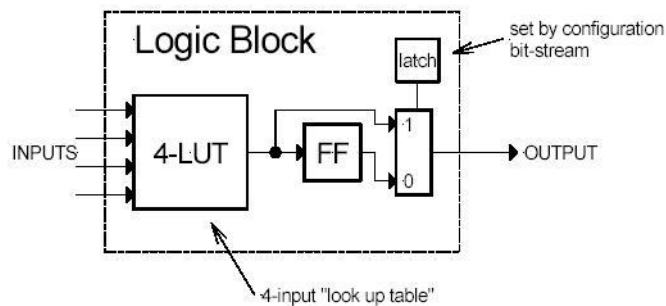 Logic Block
set by configuration
bit-stream
latch
INPUTS
4-LUT
FF
1
0
OUTPUT
4-input "look up table"